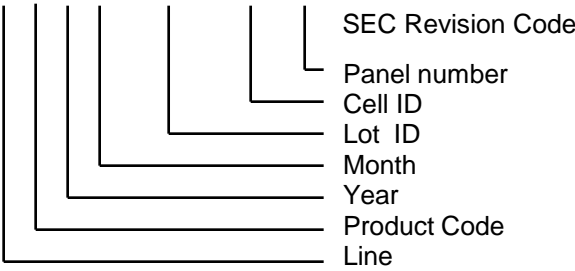 SEC Revision Code
Panel number
Cell ID
Lot ID
Month
Year
Product Code
Line